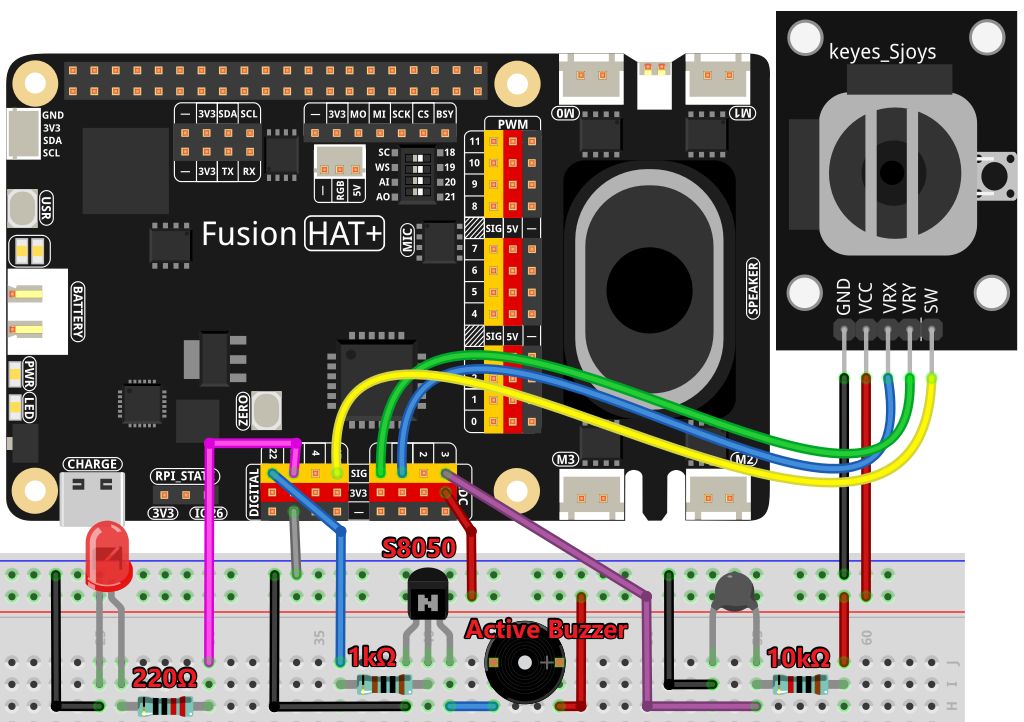 keyes_Sjoys
GND VCC VRX VRY SW
GND
3V3
SDA
SCL
— 3V3 SDA SCL
— 3V3 TX RX
— 3V3 MO MI SCK CS BSY
— RGB 5V
SC 18
WS 19
AI 20
AO 21
M0 M1
PWM
11
10
9
8
SIG 5V —
7
6
5
4
SIG 5V —
2
1
0
USR
Fusion HAT+
MIC
SPEAKER
BATTERY
PWR
LED
ZERO
CHARGE
RPI_STAT
3V3 IO26
DIGITAL
22 4
SIG
3V3
—
2 3
M3 M2
S8050
Active Buzzer
35
60
220Ω
1kΩ
10kΩ
J
I
H